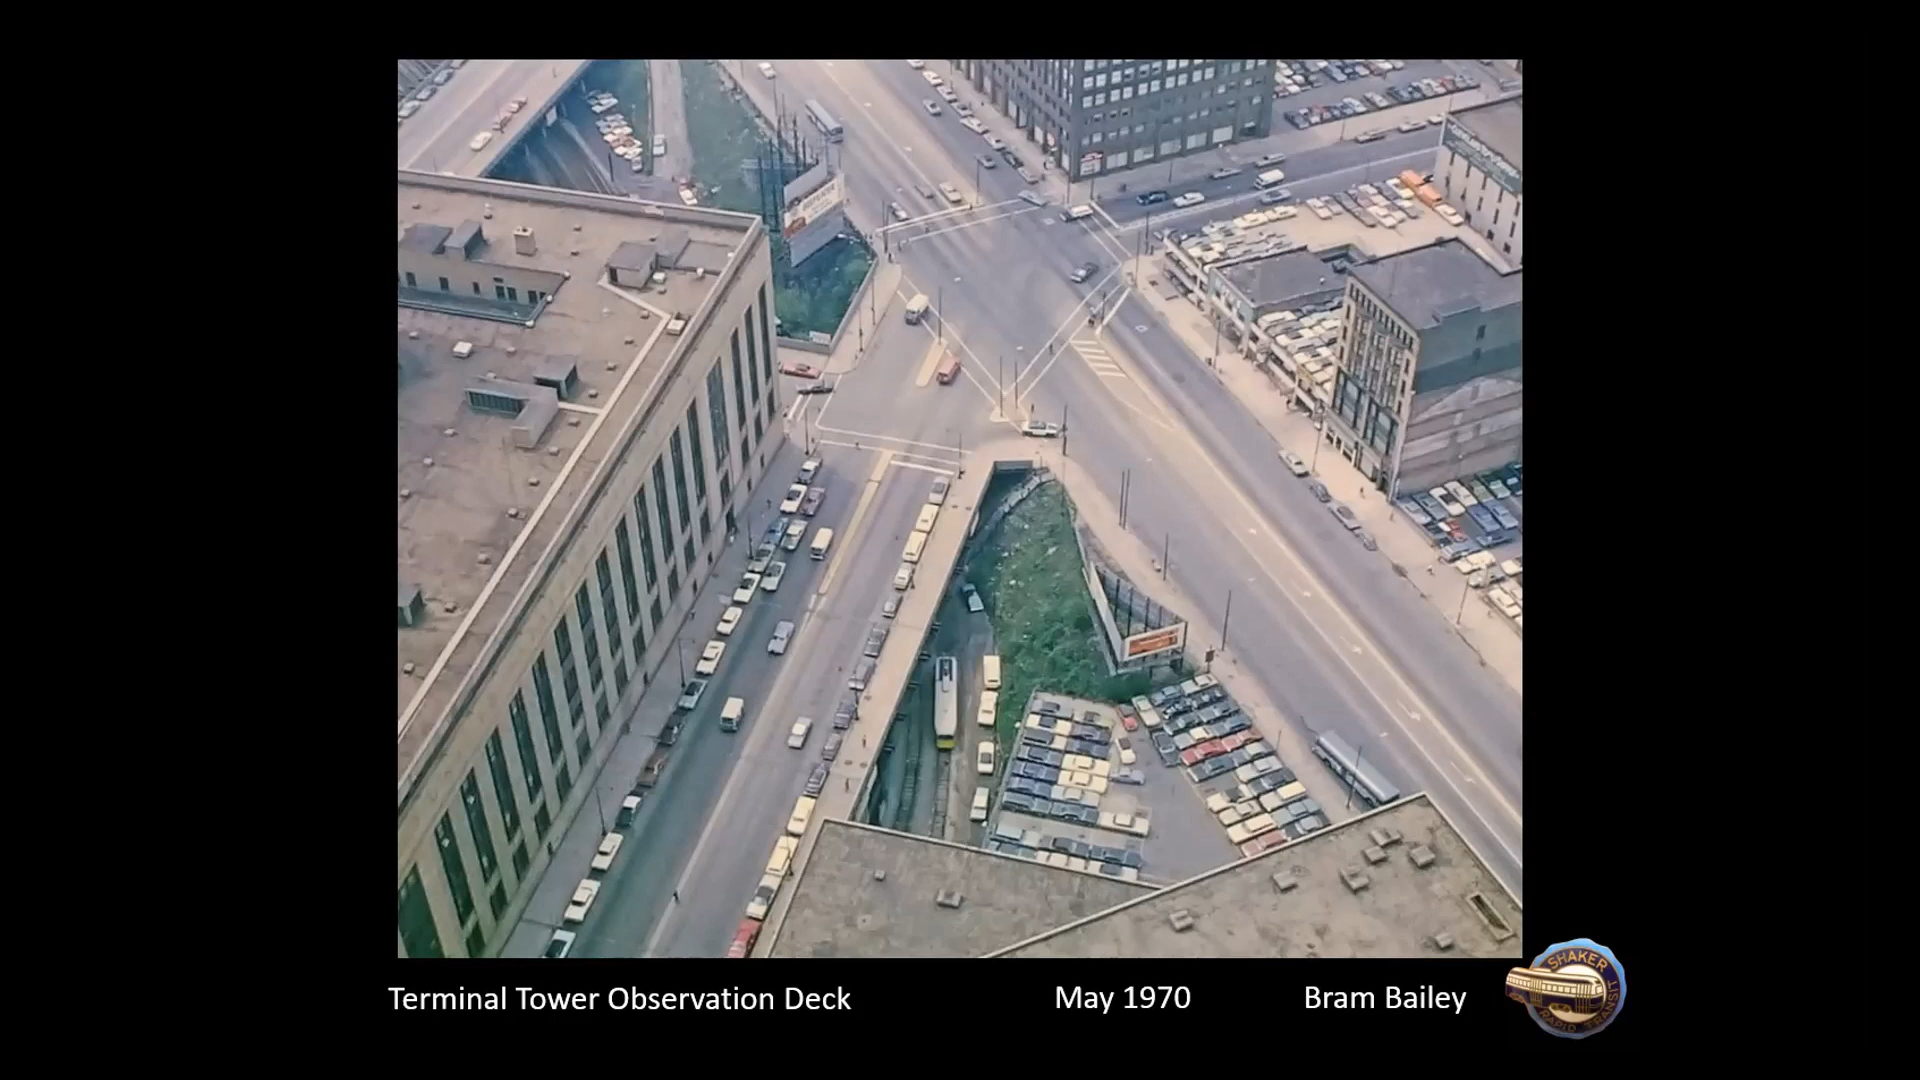 Terminal Tower Observation Deck
May 1970
Bram Bailey
SHAKER
RAPID TRANSIT